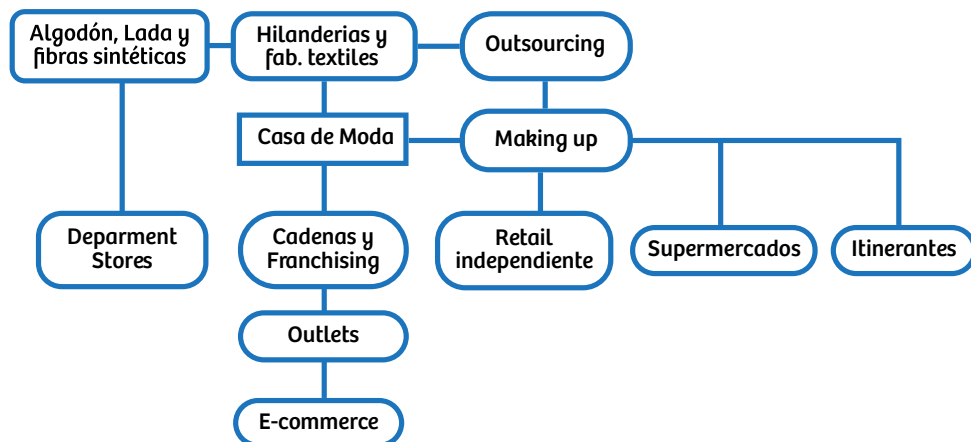 Algodón, Lada y
fibras sintéticas
Hilanderias y
fab. textiles
Outsourcing
Casa de Moda
Making up
Deparment
Stores
Cadenas y
Franchising
Retail
independiente
Supermercados
Itinerantes
Outlets
E-commerce